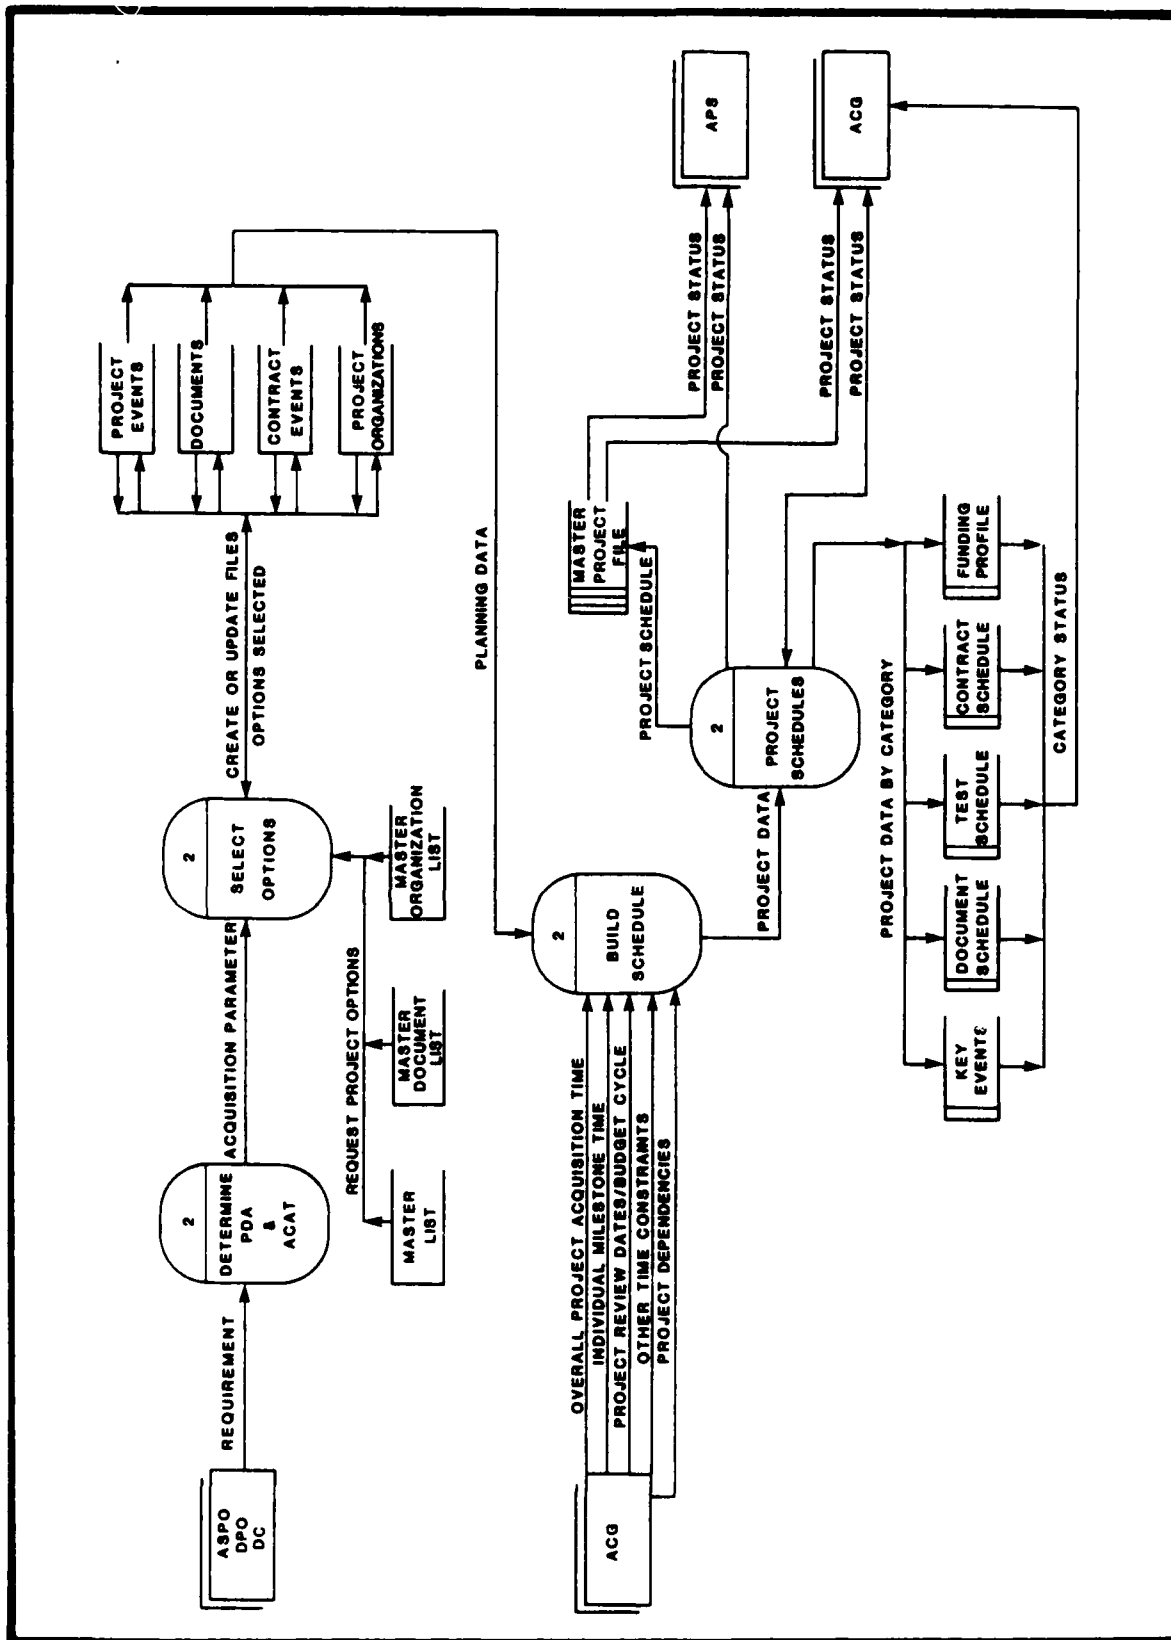 ASPO
DPO
DC
REQUIREMENT
2
DETERMINE
PDA
&
ACAT
ACQUISITION PARAMETER
2
SELECT
OPTIONS
CREATE OR UPDATE FILES
OPTIONS SELECTED
PROJECT
EVENTS
DOCUMENTS
CONTRACT
EVENTS
PROJECT
ORGANIZATIONS
REQUEST PROJECT OPTIONS
MASTER
LIST
MASTER
DOCUMENT
LIST
MASTER
ORGANIZATION
LIST
PLANNING DATA
ACG
OVERALL PROJECT ACQUISITION TIME
INDIVIDUAL MILESTONE TIME
PROJECT REVIEW DATES/BUDGET CYCLE
OTHER TIME CONSTRAINTS
PROJECT DEPENDENCIES
2
BUILD
SCHEDULE
PROJECT DATA
2
PROJECT
SCHEDULES
PROJECT SCHEDULE
MASTER
PROJECT
FILE
PROJECT STATUS
PROJECT STATUS
APS
PROJECT STATUS
PROJECT STATUS
ACG
PROJECT DATA BY CATEGORY
KEY
EVENTS
DOCUMENT
SCHEDULE
TEST
SCHEDULE
CONTRACT
SCHEDULE
FUNDING
PROFILE
CATEGORY STATUS